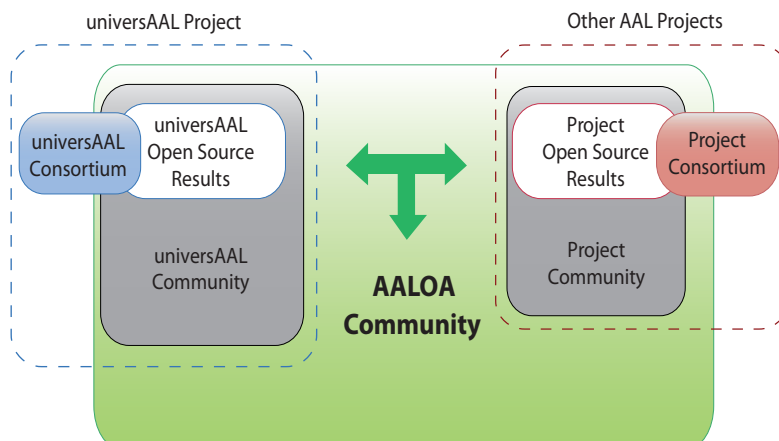 universAAL Project
Other AAL Projects
universAAL
Consortium
universAAL
Open Source
Results
Project
Open Source
Results
Project
Consortium
universAAL
Community
Project
Community
AALOA
Community